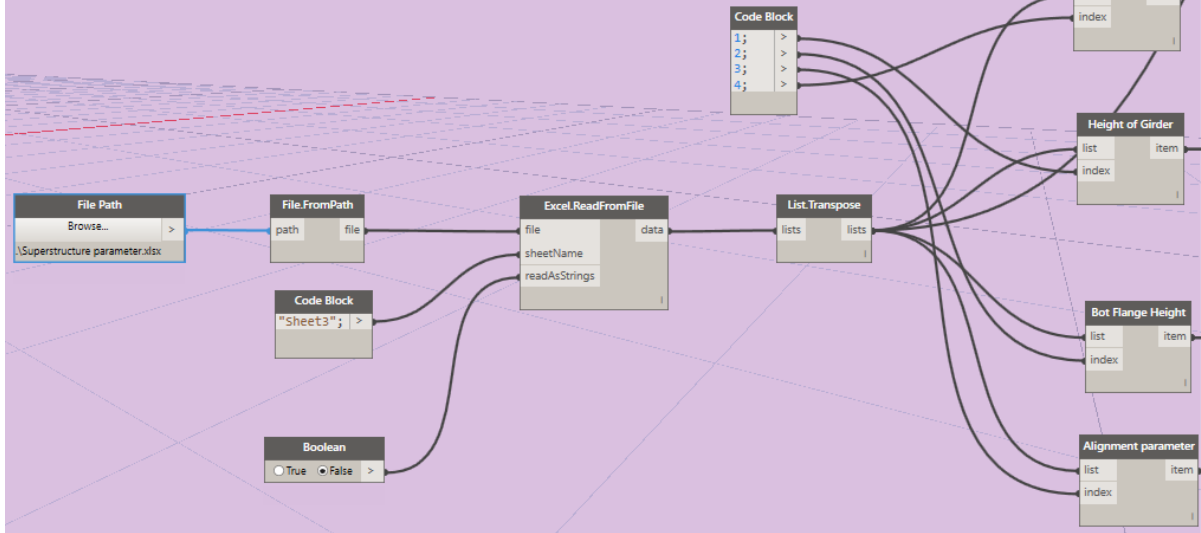 Code Block
1; >
2; >
3; >
4; >
index
Height of Girder
list item
index
File Path
Browse... >
.\Superstructure parameter.xlsx
File.FromPath
path file
Excel.ReadFromFile
file data
sheetName
readAsStrings
List.Transpose
lists lists
Code Block
"Sheet3"; >
Bot Flange Height
list item
index
Boolean
True False >
Alignment parameter
list item
index